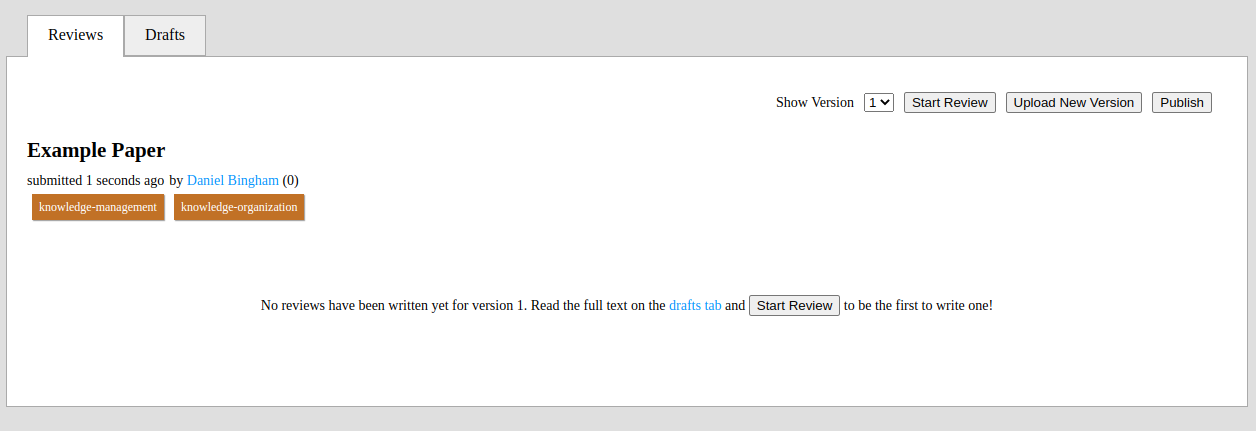 Reviews Drafts
Show Version 1 Start Review Upload New Version Publish
Example Paper
submitted 1 seconds ago by Daniel Bingham (0)
knowledge-management knowledge-organization
No reviews have been written yet for version 1. Read the full text on the drafts tab and Start Review to be the first to write one!